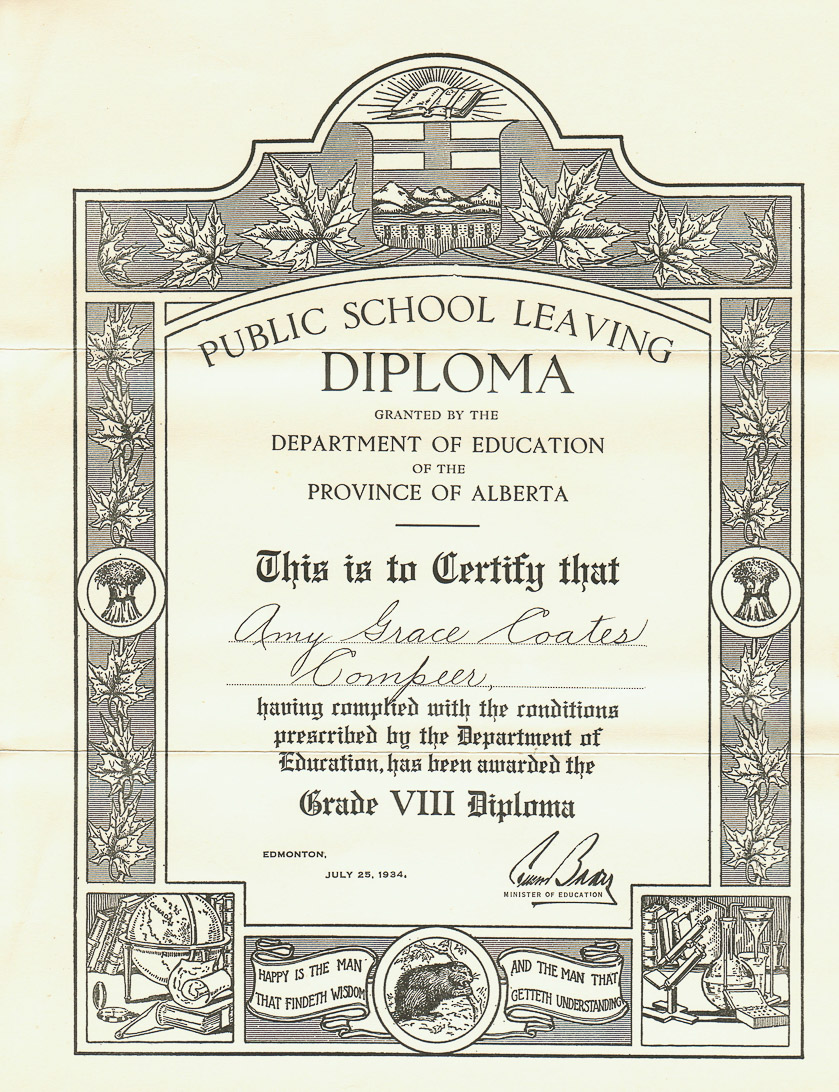 PUBLIC SCHOOL LEAVING
DIPLOMA
GRANTED BY THE
DEPARTMENT OF EDUCATION
OF THE
PROVINCE OF ALBERTA
This is to Certify that
Amy Grace Coates
Compeer,
having complied with the conditions
prescribed by the Department of
Education, has been awarded the
Grade VIII Diploma
EDMONTON,
JULY 25, 1934.
MINISTER OF EDUCATION
HAPPY IS THE MAN
THAT FINDETH WISDOM
AND THE MAN THAT
GETTETH UNDERSTANDING